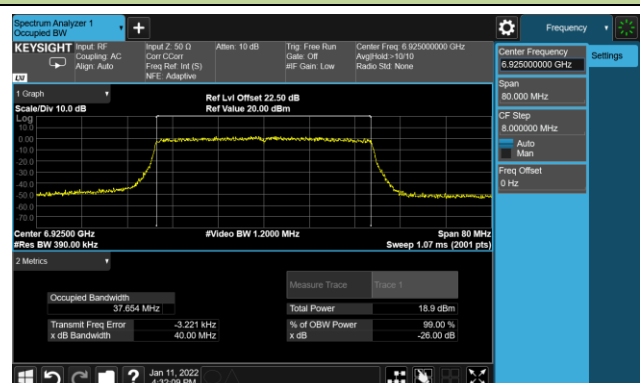 Spectrum Analyzer 1
Occupied BW
Frequency
KEYSIGHT
Input: RF
Coupling: AC
Align: Auto
Input Z: 50 Ω
Corr CCorr
Freq Ref: Int (S)
NFE: Adaptive
Atten: 10 dB
Trig: Free Run
Gate: Off
#IF Gain: Low
Center Freq: 6.925000000 GHz
Avg|Hold:>10/10
Radio Std: None
Center Frequency
6.925000000 GHz
Settings
Span
80.000 MHz
CF Step
8.000000 MHz
Auto
Man
Freq Offset
0 Hz
1 Graph
Scale/Div 10.0 dB
Ref Lvl Offset 22.50 dB
Ref Value 20.00 dBm
Log
10.0
0.00
-10.0
-20.0
-30.0
-40.0
-50.0
-60.0
-70.0
Center 6.92500 GHz
#Res BW 390.00 kHz
#Video BW 1.2000 MHz
Span 80 MHz
Sweep 1.07 ms (2001 pts)
2 Metrics
Measure Trace
Trace 1
Occupied Bandwidth
37.654 MHz
Total Power
18.9 dBm
Transmit Freq Error
-3.221 kHz
% of OBW Power
99.00 %
x dB Bandwidth
40.00 MHz
x dB
-26.00 dB
?
Jan 11, 2022
4:22:09 PM